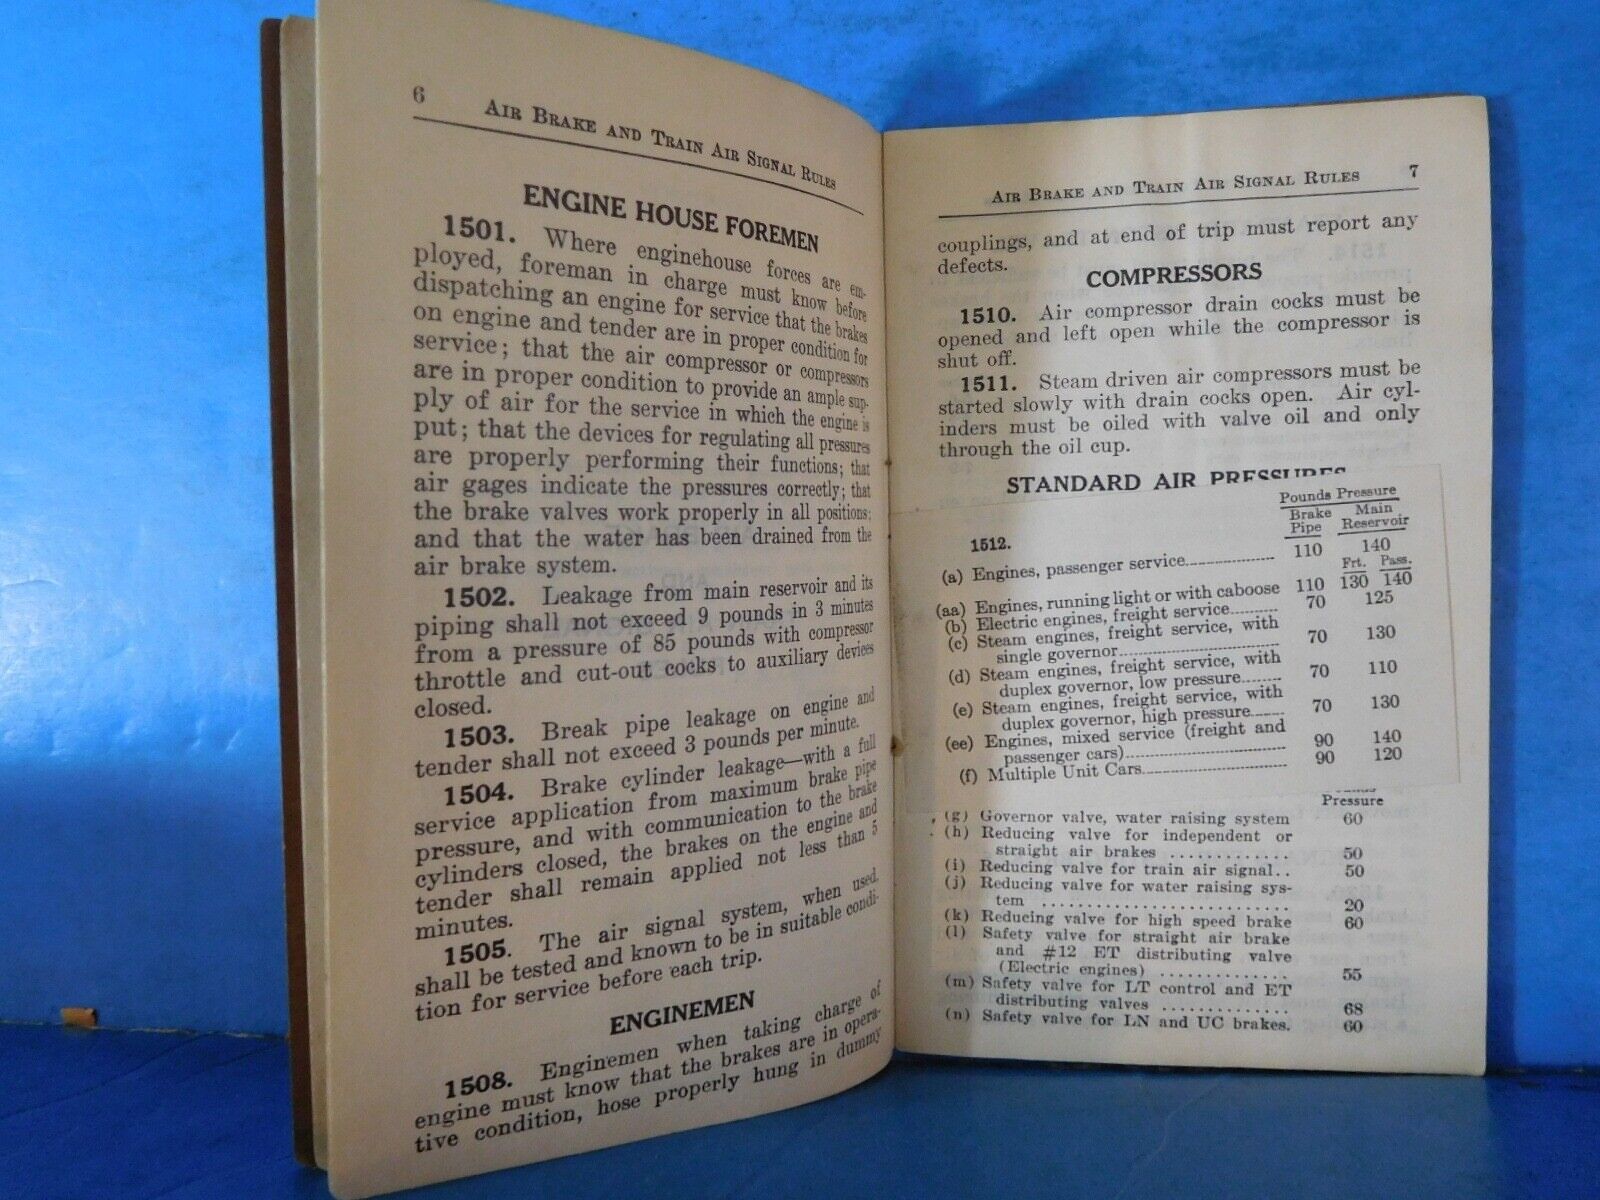 6 AIR BRAKE AND TRAIN AIR SIGNAL RULES
ENGINE HOUSE FOREMEN
1501. Where enginehouse forces are em-
ployed, foreman in charge must know before
dispatching an engine for service that the brakes
on engine and tender are in proper condition for
service; that the air compressor or compressors
are in proper condition to provide an ample sup-
ply of air for the service in which the engine is
put; that the devices for regulating all pressures
are properly performing their functions; that
air gages indicate the pressures correctly; that
the brake valves work properly in all positions;
and that the water has been drained from the
air brake system.
1502. Leakage from main reservoir and its
piping shall not exceed 9 pounds in 3 minutes
from a pressure of 85 pounds with compressor
throttle and cut-out cocks to auxiliary devices
closed.
1503. Break pipe leakage on engine and
tender shall not exceed 3 pounds per minute.
1504. Brake cylinder leakage—with a full
service application from maximum brake pipe
pressure, and with communication to the brake
cylinders closed, the brakes on the engine and
tender shall remain applied not less than 5
minutes.
1505. The air signal system, when used,
shall be tested and known to be in suitable condi-
tion for service before each trip.
ENGINEMEN
1508. Enginemen when taking charge of
engine must know that the brakes are in opera-
tive condition, hose properly hung in dummy
AIR BRAKE AND TRAIN AIR SIGNAL RULES 7
couplings, and at end of trip must report any
defects.
COMPRESSORS
1510. Air compressor drain cocks must be
opened and left open while the compressor is
shut off.
1511. Steam driven air compressors must be
started slowly with drain cocks open. Air cyl-
inders must be oiled with valve oil and only
through the oil cup.
STANDARD AIR PRESSURES
Pounds Pressure
Brake Main
Pipe Reservoir
1512.
(a) Engines, passenger service 110 140
Frt. Pass.
(aa) Engines, running light or with caboose 110 130 140
(b) Electric engines, freight service 70 125
(c) Steam engines, freight service, with
single governor 70 130
(d) Steam engines, freight service, with
duplex governor, low pressure 70 110
(e) Steam engines, freight service, with
duplex governor, high pressure 70 130
(ee) Engines, mixed service (freight and
passenger cars) 90 140
(f) Multiple Unit Cars 90 120
Pressure
(g) Governor valve, water raising system 60
(h) Reducing valve for independent or
straight air brakes ............. 50
(i) Reducing valve for train air signal.. 50
(j) Reducing valve for water raising sys-
tem ........................... 20
(k) Reducing valve for high speed brake 60
(l) Safety valve for straight air brake
and #12 ET distributing valve
(Electric engines) .............. 55
(m) Safety valve for LT control and ET
distributing valves .............. 68
(n) Safety valve for LN and UC brakes. 60